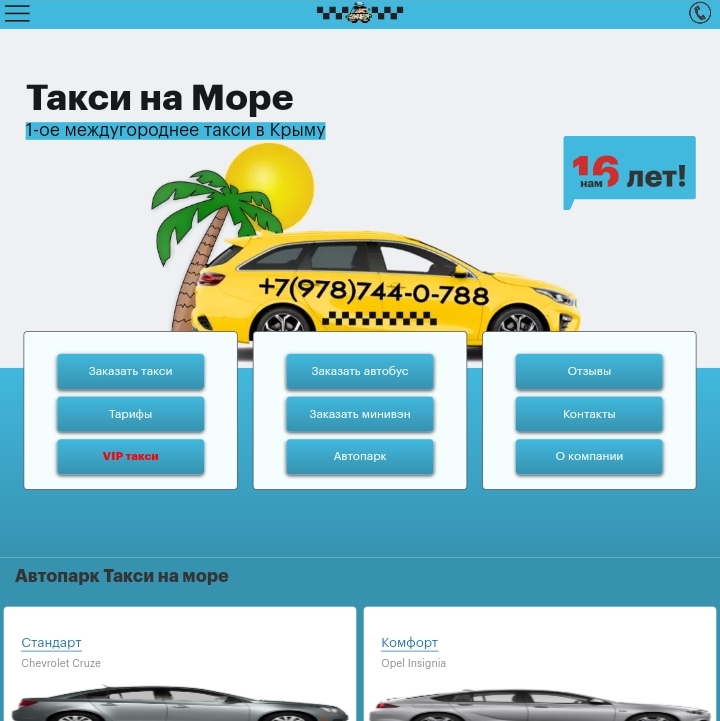 Такси на Море
1-ое междугороднее такси в Крыму
нам 16 лет!
+7(978)744-0-788
Заказать такси
Тарифы
VIP такси
Заказать автобус
Заказать минивэн
Автопарк
Отзывы
Контакты
О компании
Автопарк Такси на море
Стандарт
Chevrolet Cruze
Комфорт
Opel Insignia